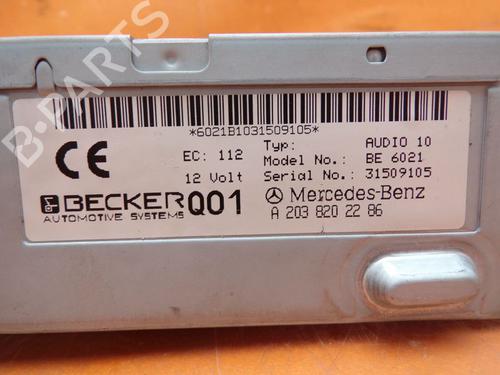 B-PARTS
*6021B1031509105*
CE
EC: 112
Typ: AUDIO 10
Model No.: BE 6021
12 Volt
Serial No.: 31509105
BECKER
AUTOMOTIVE SYSTEMS
Q01
Mercedes-Benz
A 203 820 22 86